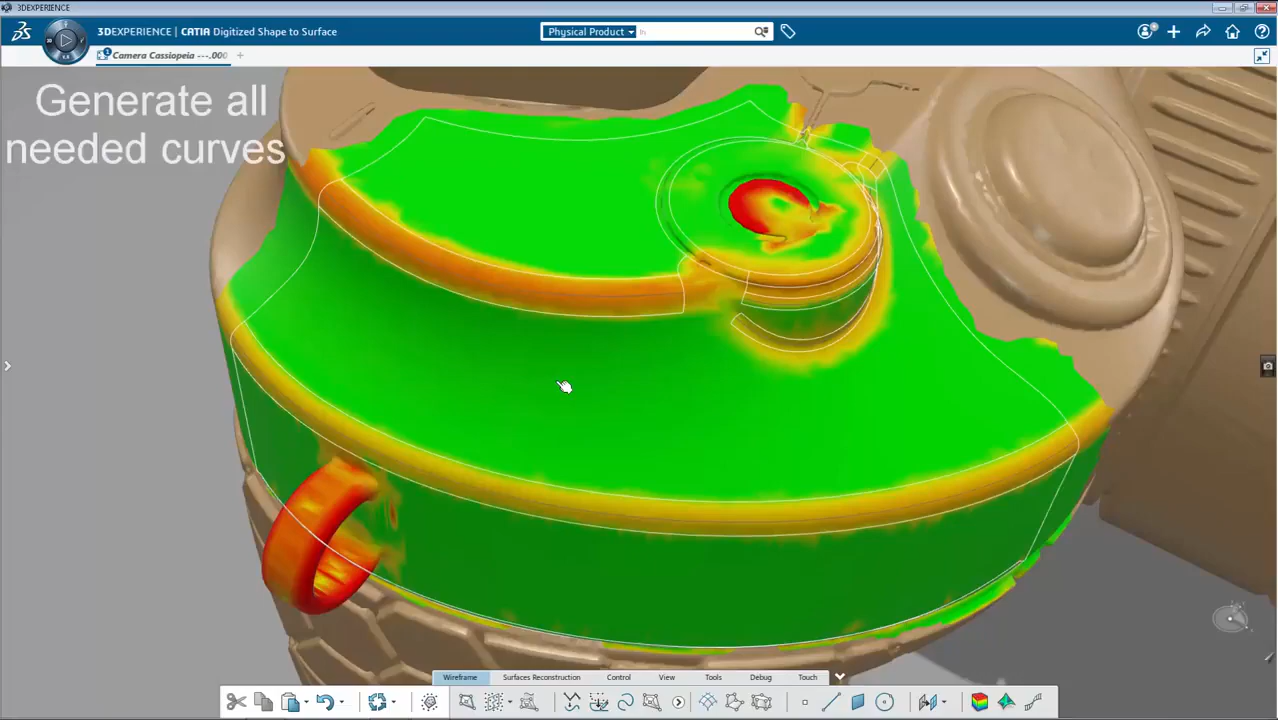 3DEXPERIENCE
3DEXPERIENCE | CATIA Digitized Shape to Surface
Physical Product
In
Camera Cassiopeia ---.000
Generate all
needed curves
Wireframe
Surfaces Reconstruction
Control
View
Tools
Debug
Touch